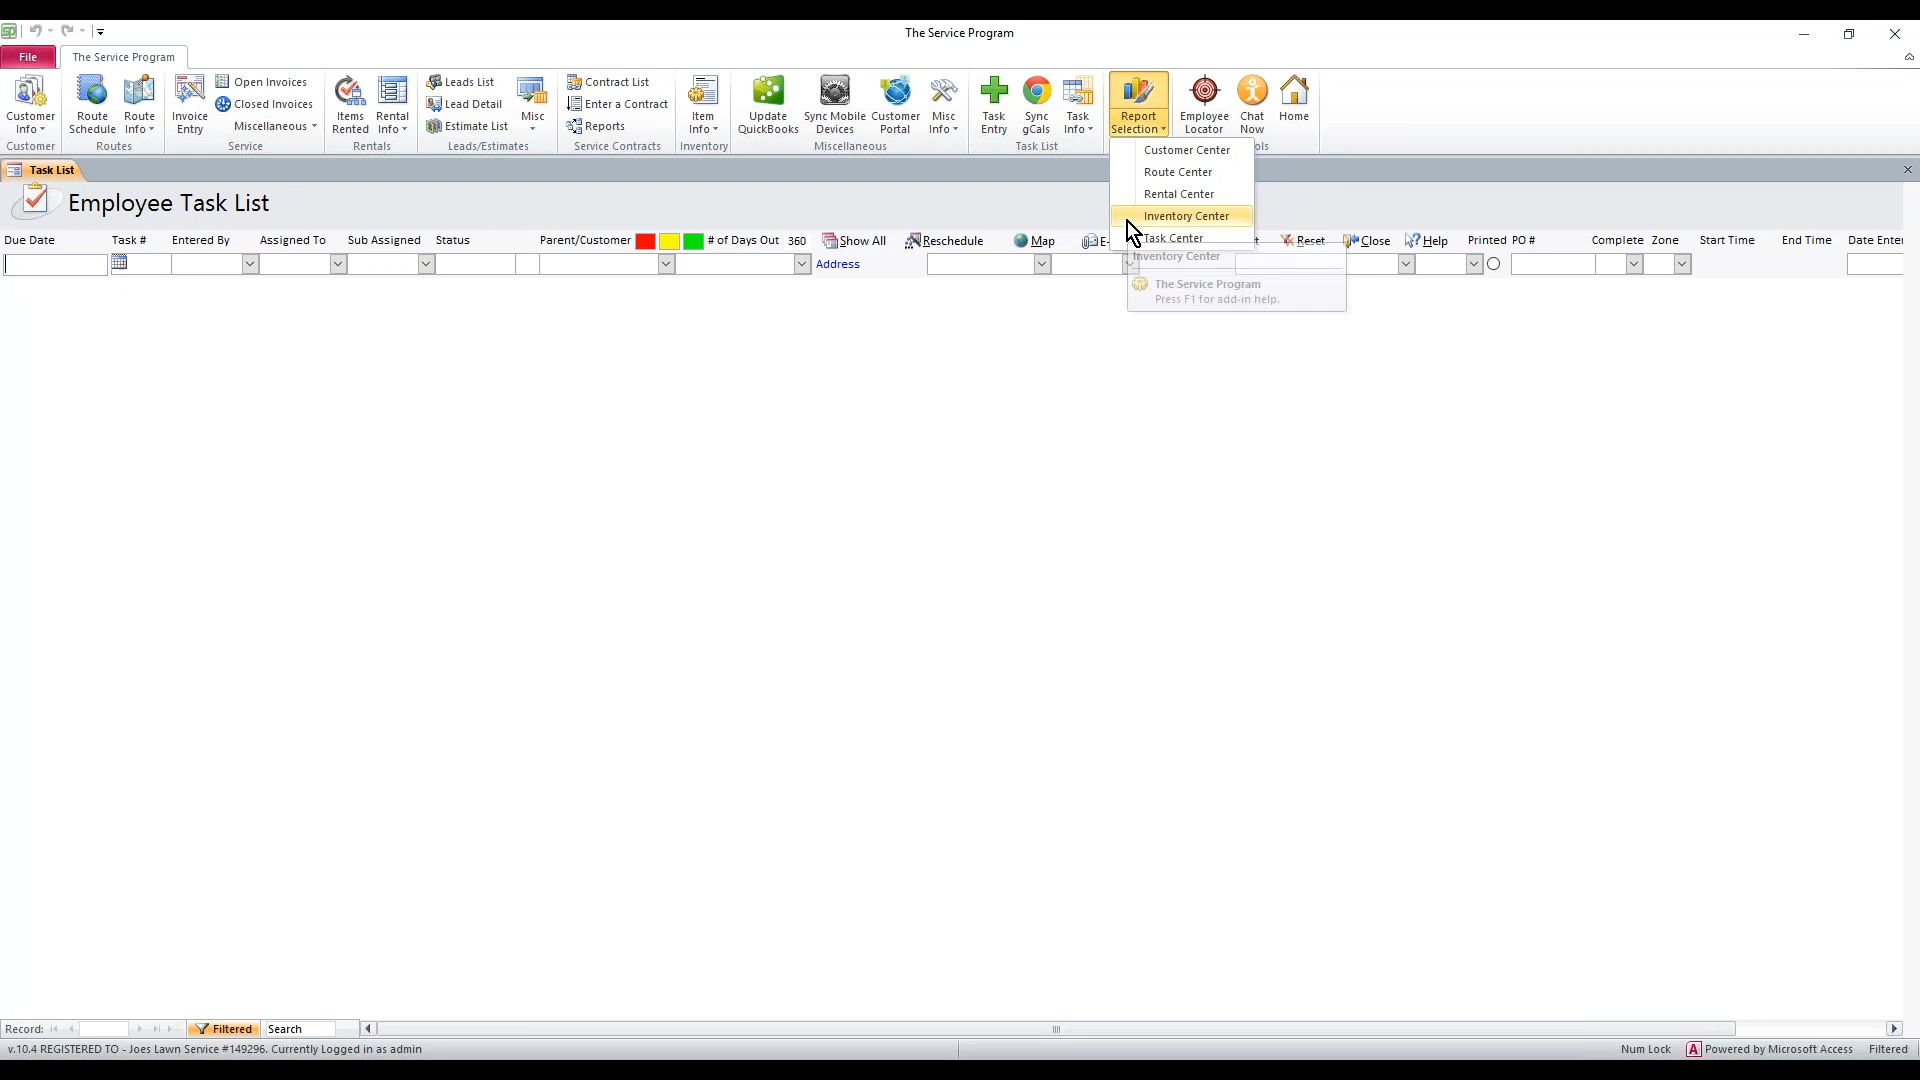 The Service Program
File
The Service Program
Customer Info
Route Schedule
Route Info
Invoice Entry
Open Invoices
Closed Invoices
Miscellaneous
Items Rented
Rental Info
Leads List
Lead Detail
Estimate List
Misc
Contract List
Enter a Contract
Reports
Item Info
Update QuickBooks
Sync Mobile Devices
Customer Portal
Misc Info
Task Entry
Sync gCals
Task Info
Report Selection
Employee Locator
Chat Now
Home
Customer
Routes
Service
Rentals
Leads/Estimates
Service Contracts
Inventory
Miscellaneous
Task List
ols
Customer Center
Route Center
Rental Center
Inventory Center
Task Center
Inventory Center
The Service Program
Press F1 for add-in help.
Task List
Employee Task List
Due Date Task # Entered By Assigned To Sub Assigned Status Parent/Customer # of Days Out 360 Show All Reschedule Map E- Reset Close Help Printed PO # Complete Zone Start Time End Time Date Enter
Address
Record: Filtered Search
v.10.4 REGISTERED TO - Joes Lawn Service #149296. Currently Logged in as admin
Num Lock Powered by Microsoft Access Filtered